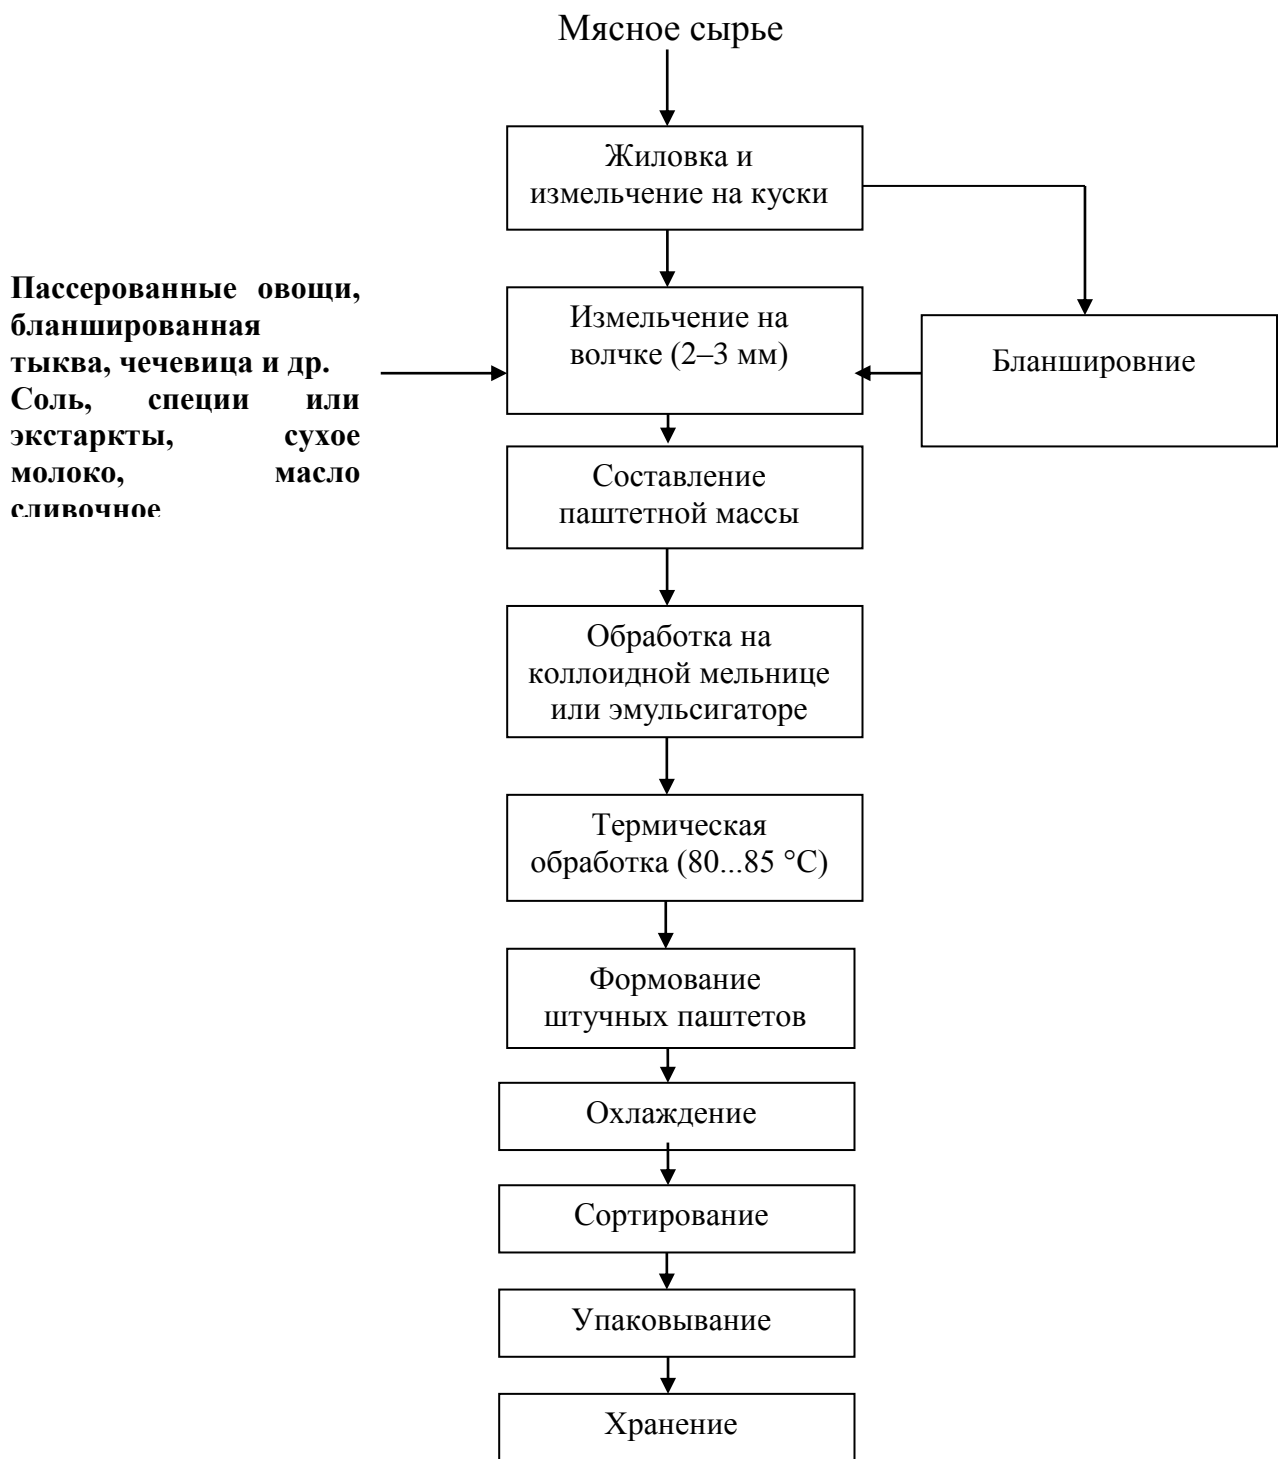 Мясное сырье
Жиловка и
измельчение на куски
Пассерованные овощи,
бланшированная
тыква, чечевица и др.
Соль, специи или
экстаркты, сухое
молоко, масло
сливочное
Измельчение на
волчке (2–3 мм)
Бланшировние
Составление
паштетной массы
Обработка на
коллоидной мельнице
или эмульсигаторе
Термическая
обработка (80...85 °С)
Формование
штучных паштетов
Охлаждение
Сортирование
Упаковывание
Хранение